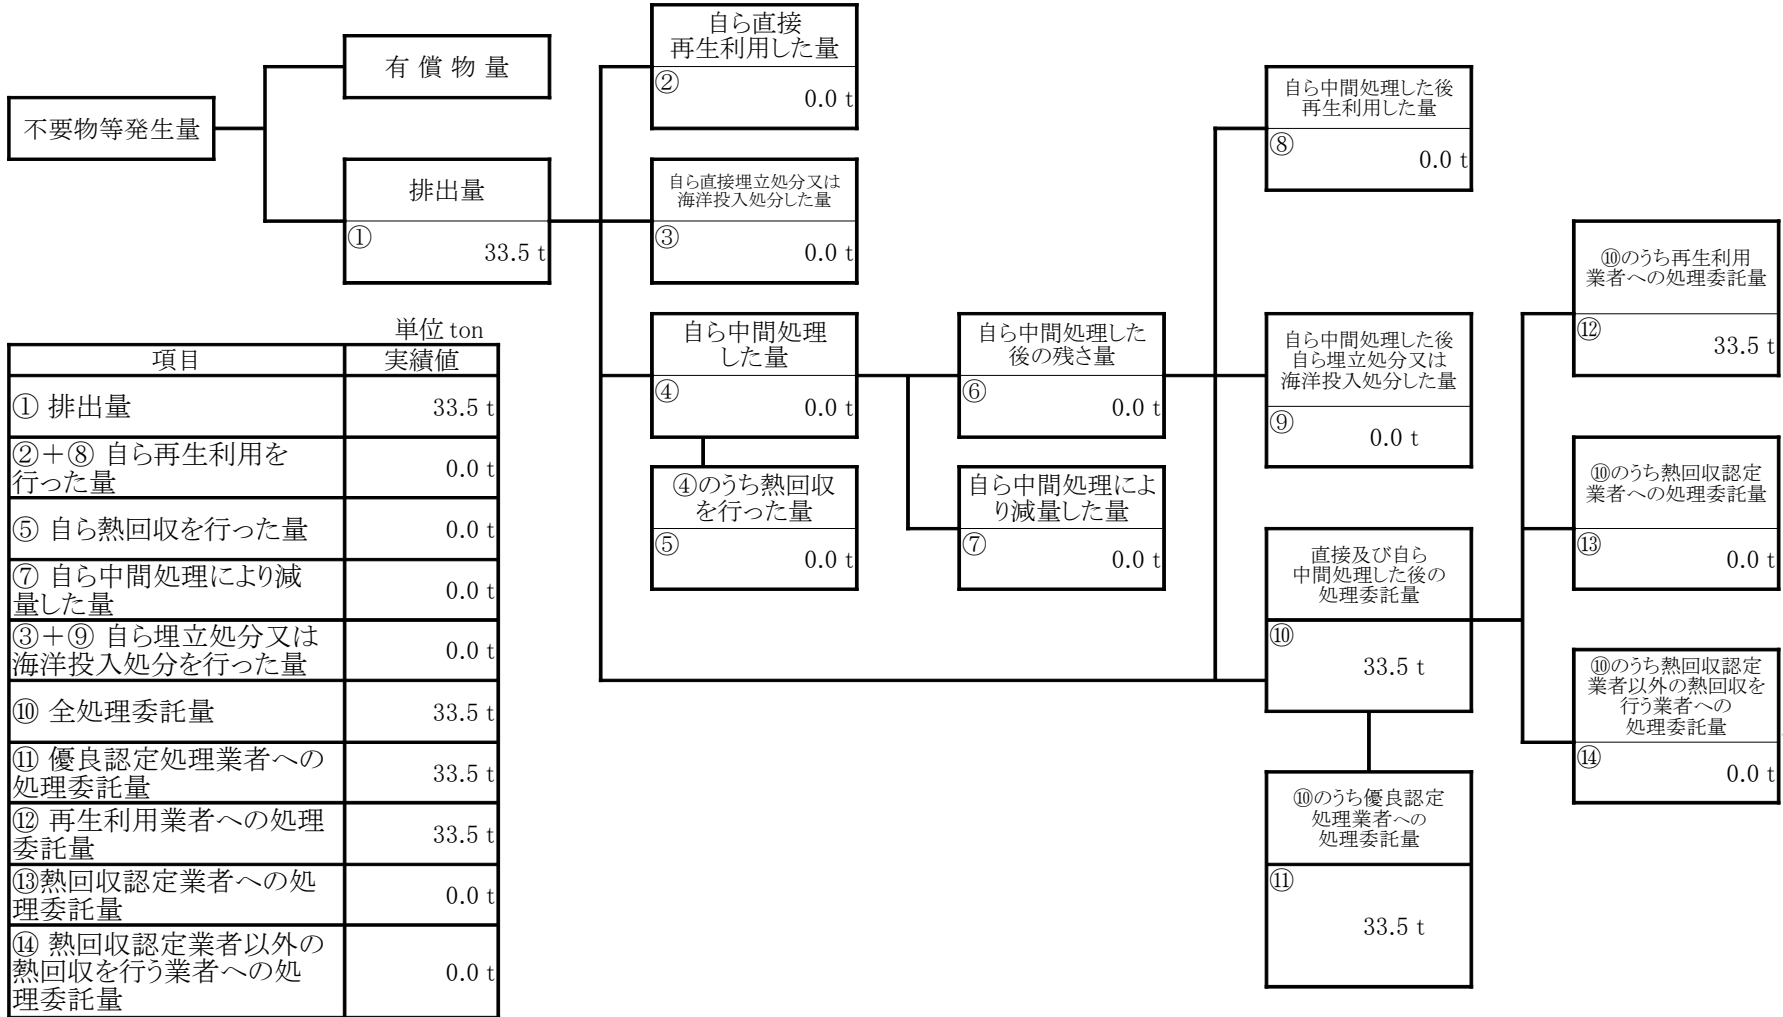 不要物等発生量
有 償 物 量
排出量
①
33.5 t
自ら直接
再生利用した量
②
0.0 t
自ら直接埋立処分又は
海洋投入処分した量
③
0.0 t
自ら中間処理
した量
④
0.0 t
④のうち熱回収
を行った量
⑤
0.0 t
自ら中間処理した
後の残さ量
⑥
0.0 t
自ら中間処理によ
り減量した量
⑦
0.0 t
自ら中間処理した後
再生利用した量
⑧
0.0 t
自ら中間処理した後
自ら埋立処分又は
海洋投入処分した量
⑨
0.0 t
直接及び自ら
中間処理した後の
処理委託量
⑩
33.5 t
⑩のうち優良認定
処理業者への
処理委託量
⑪
33.5 t
⑩のうち再生利用
業者への処理委託量
⑫
33.5 t
⑩のうち熱回収認定
業者への処理委託量
⑬
0.0 t
⑩のうち熱回収認定
業者以外の熱回収を
行う業者への
処理委託量
⑭
0.0 t
単位 ton
項目 実績値
① 排出量 33.5 t
②＋⑧ 自ら再生利用を
行った量 0.0 t
⑤ 自ら熱回収を行った量 0.0 t
⑦ 自ら中間処理により減
量した量 0.0 t
③＋⑨ 自ら埋立処分又は
海洋投入処分を行った量 0.0 t
⑩ 全処理委託量 33.5 t
⑪ 優良認定処理業者への
処理委託量 33.5 t
⑫ 再生利用業者への処理
委託量 33.5 t
⑬熱回収認定業者への処
理委託量 0.0 t
⑭ 熱回収認定業者以外の
熱回収を行う業者への処
理委託量 0.0 t